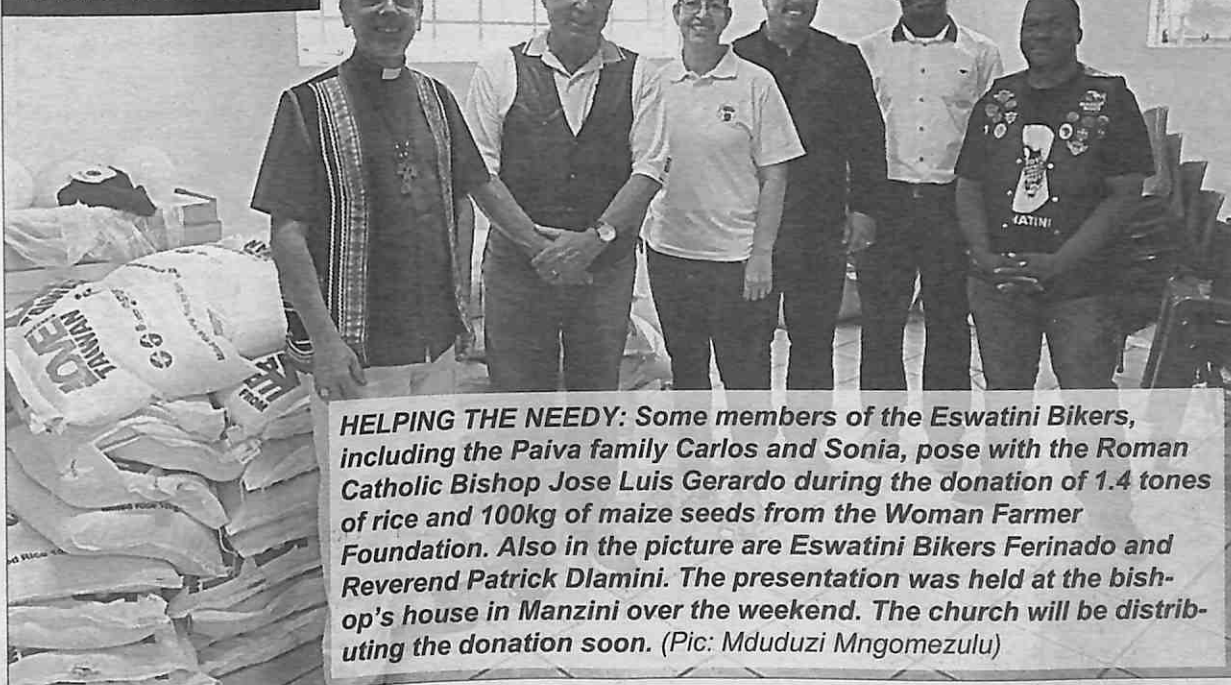 LOVE
TAIWAN
FROM
ATINI
HELPING THE NEEDY: Some members of the Eswatini Bikers,
including the Paiva family Carlos and Sonia, pose with the Roman
Catholic Bishop Jose Luis Gerardo during the donation of 1.4 tones
of rice and 100kg of maize seeds from the Woman Farmer
Foundation. Also in the picture are Eswatini Bikers Ferinado and
Reverend Patrick Dlamini. The presentation was held at the bish-
op's house in Manzini over the weekend. The church will be distrib-
uting the donation soon. (Pic: Mduduzi Mngomezulu)